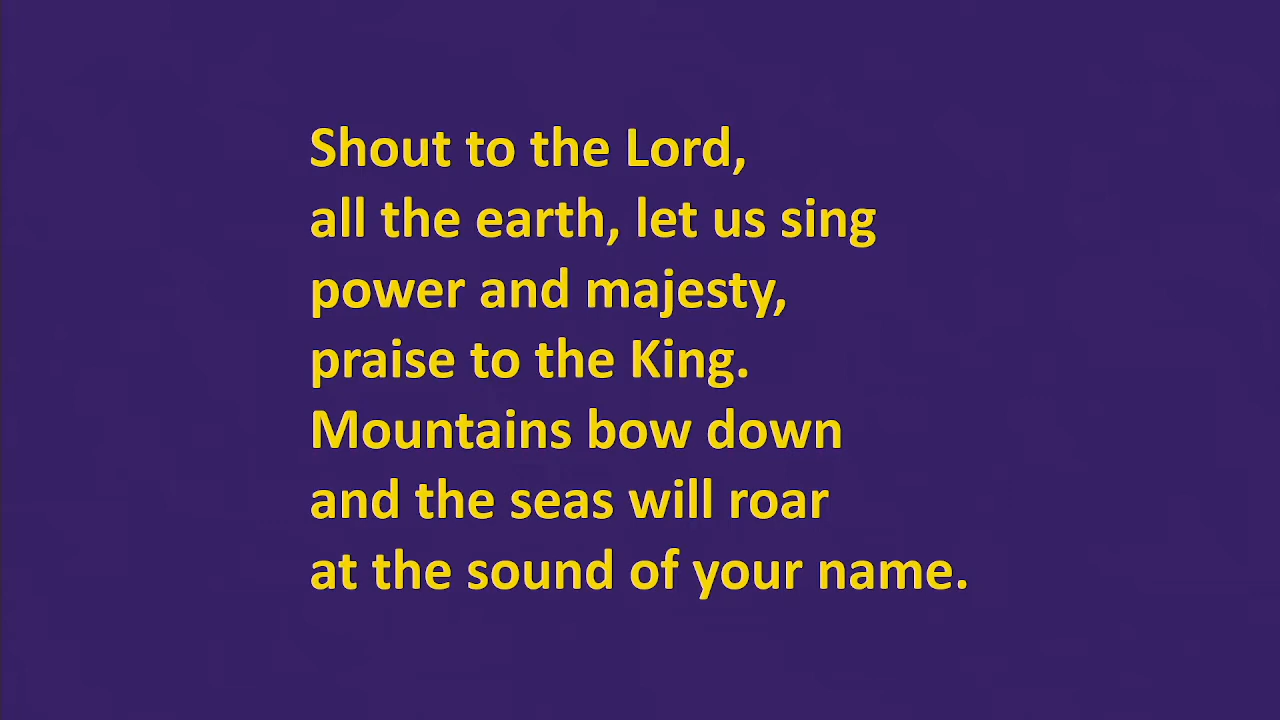 Shout to the Lord,
all the earth, let us sing
power and majesty,
praise to the King.
Mountains bow down
and the seas will roar
at the sound of your name.